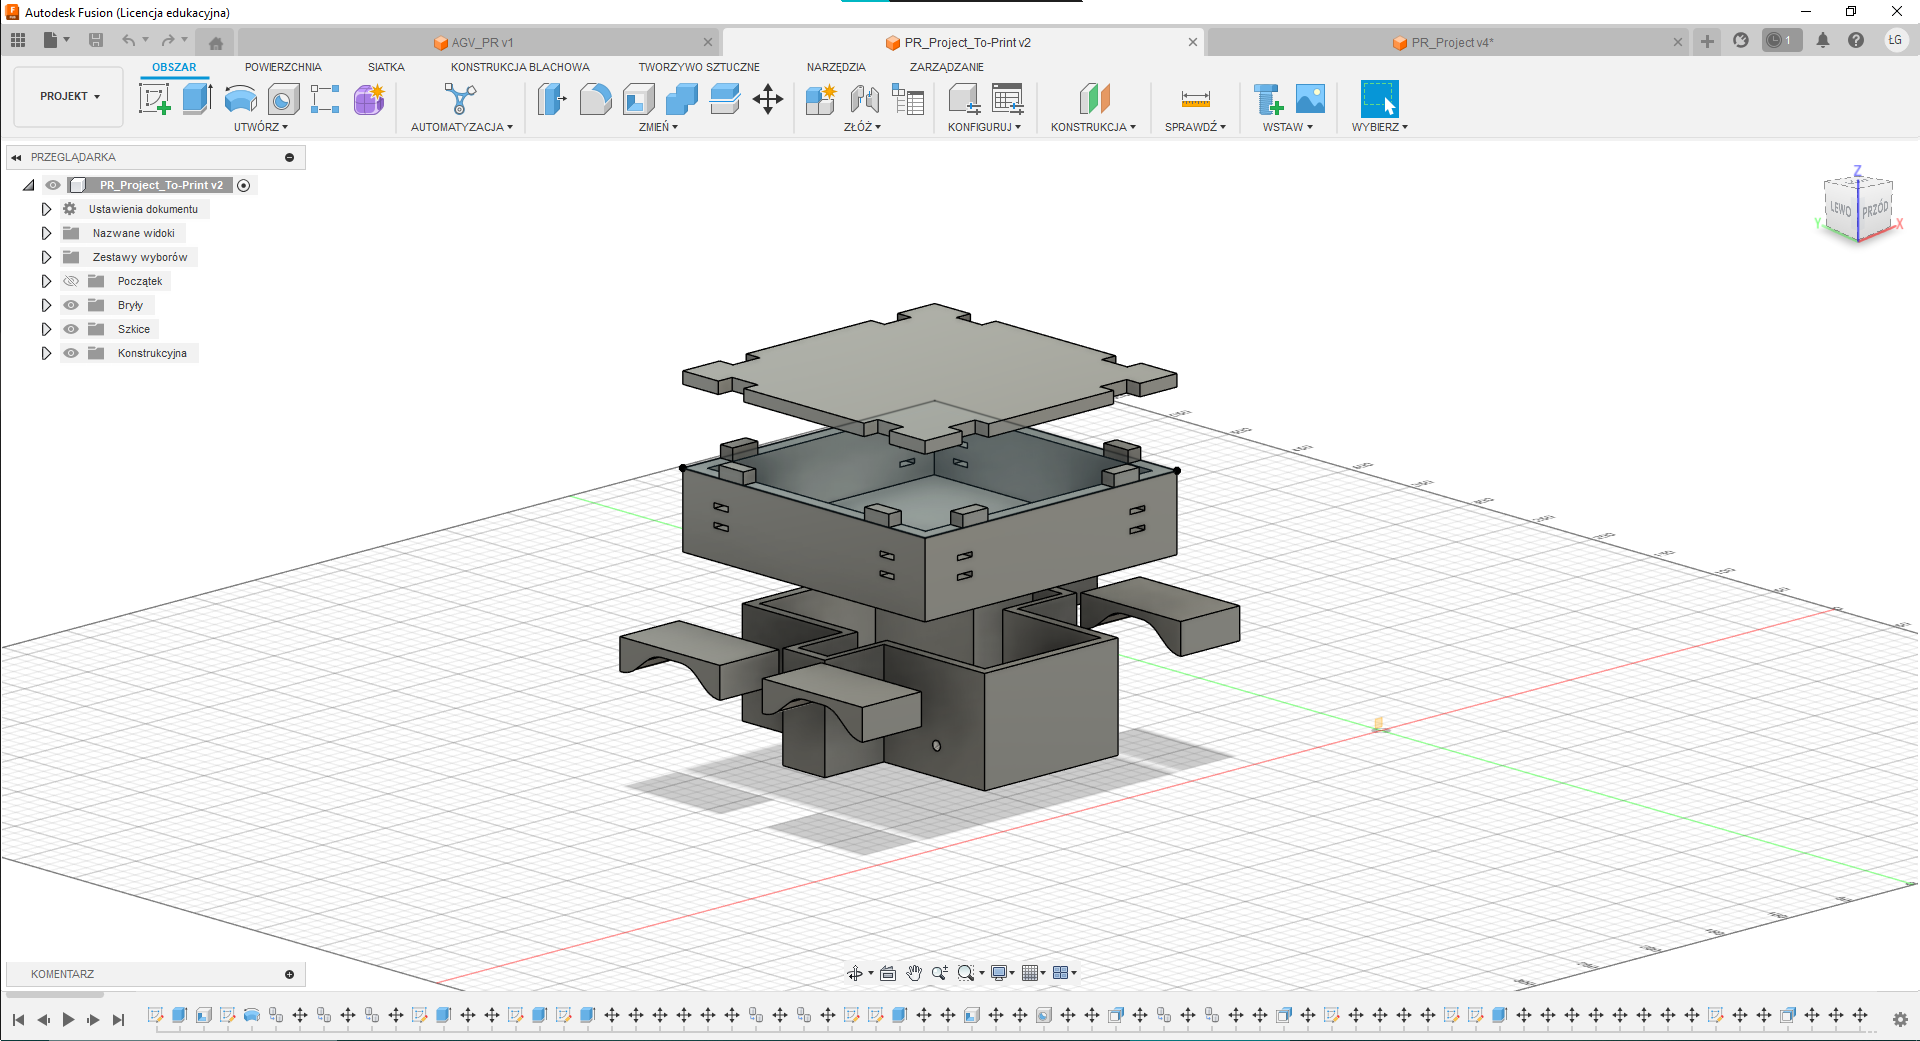 Autodesk Fusion (Licencja edukacyjna)
AGV_PR v1
PR_Project_To-Print v2
PR_Project v4*
1
ŁG
PROJEKT
OBSZAR
POWIERZCHNIA
SIATKA
KONSTRUKCJA BLACHOWA
TWORZYWO SZTUCZNE
NARZĘDZIA
ZARZĄDZANIE
UTWÓRZ
AUTOMATYZACJA
ZMIEŃ
ZŁÓŻ
KONFIGURUJ
KONSTRUKCJA
SPRAWDŹ
WSTAW
WYBIERZ
PRZEGLĄDARKA
PR_Project_To-Print v2
Ustawienia dokumentu
Nazwane widoki
Zestawy wyborów
Początek
Bryły
Szkice
Konstrukcyjna
Z
LEWO
PRZÓD
Y
X
KOMENTARZ